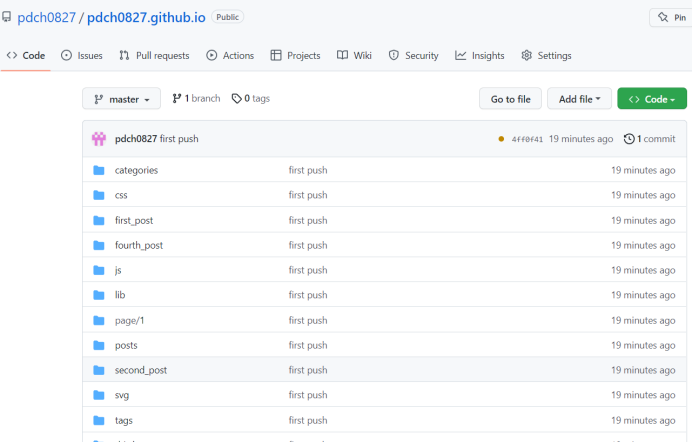 pdch0827 / pdch0827.github.io Public
Pin
Code Issues Pull requests Actions Projects Wiki Security Insights Settings
master 1 branch 0 tags Go to file Add file Code
pdch0827 first push 4ff0f41 19 minutes ago 1 commit
categories first push 19 minutes ago
css first push 19 minutes ago
first_post first push 19 minutes ago
fourth_post first push 19 minutes ago
js first push 19 minutes ago
lib first push 19 minutes ago
page/1 first push 19 minutes ago
posts first push 19 minutes ago
second_post first push 19 minutes ago
svg first push 19 minutes ago
tags first push 19 minutes ago